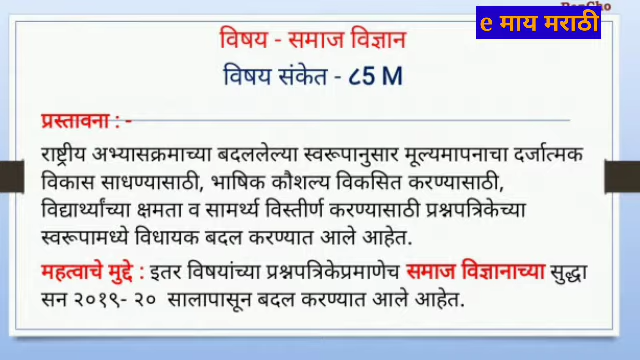 e माय मराठी
विषय - समाज विज्ञान
विषय संकेत - ८5 M
प्रस्तावना : -
राष्ट्रीय अभ्यासक्रमाच्या बदललेल्या स्वरूपानुसार मूल्यमापनाचा दर्जात्मक
विकास साधण्यासाठी, भाषिक कौशल्य विकसित करण्यासाठी,
विद्यार्थ्यांच्या क्षमता व सामर्थ्य विस्तीर्ण करण्यासाठी प्रश्नपत्रिकेच्या
स्वरूपामध्ये विधायक बदल करण्यात आले आहेत.
महत्वाचे मुद्दे : इतर विषयांच्या प्रश्नपत्रिकेप्रमाणेच समाज विज्ञानाच्या सुद्धा
सन २०१९- २० सालापासून बदल करण्यात आले आहेत.